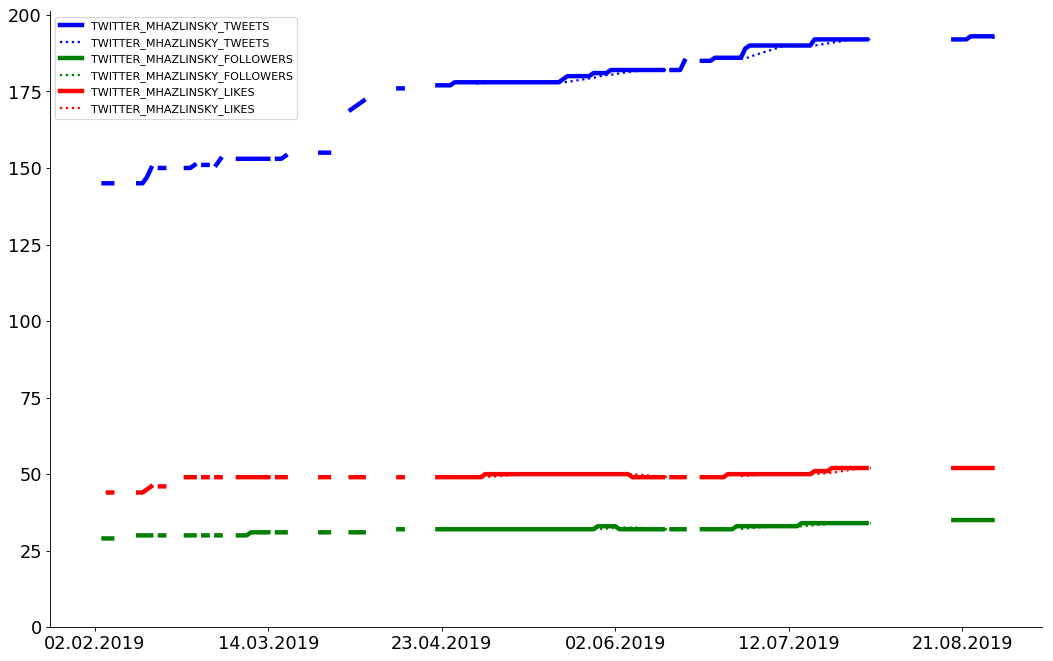 200
175
150
125
100
75
50
25
0
TWITTER_MHAZLINSKY_TWEETS
TWITTER_MHAZLINSKY_TWEETS
TWITTER_MHAZLINSKY_FOLLOWERS
TWITTER_MHAZLINSKY_FOLLOWERS
TWITTER_MHAZLINSKY_LIKES
TWITTER_MHAZLINSKY_LIKES
02.02.2019 14.03.2019 23.04.2019 02.06.2019 12.07.2019 21.08.2019